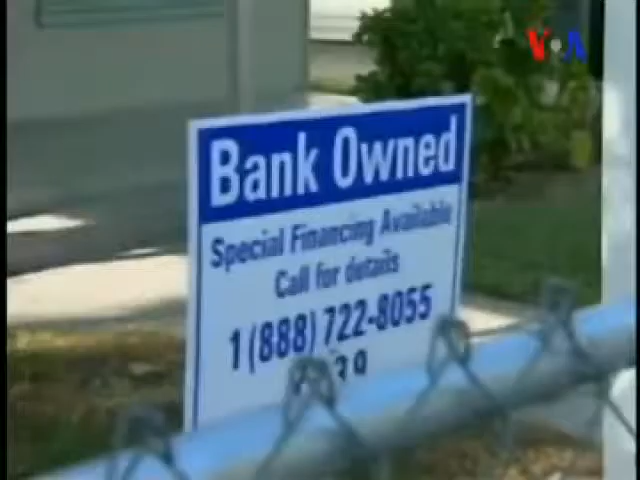 VOA
Bank Owned
Special Financing Available
Call for details
1(888) 722-8055